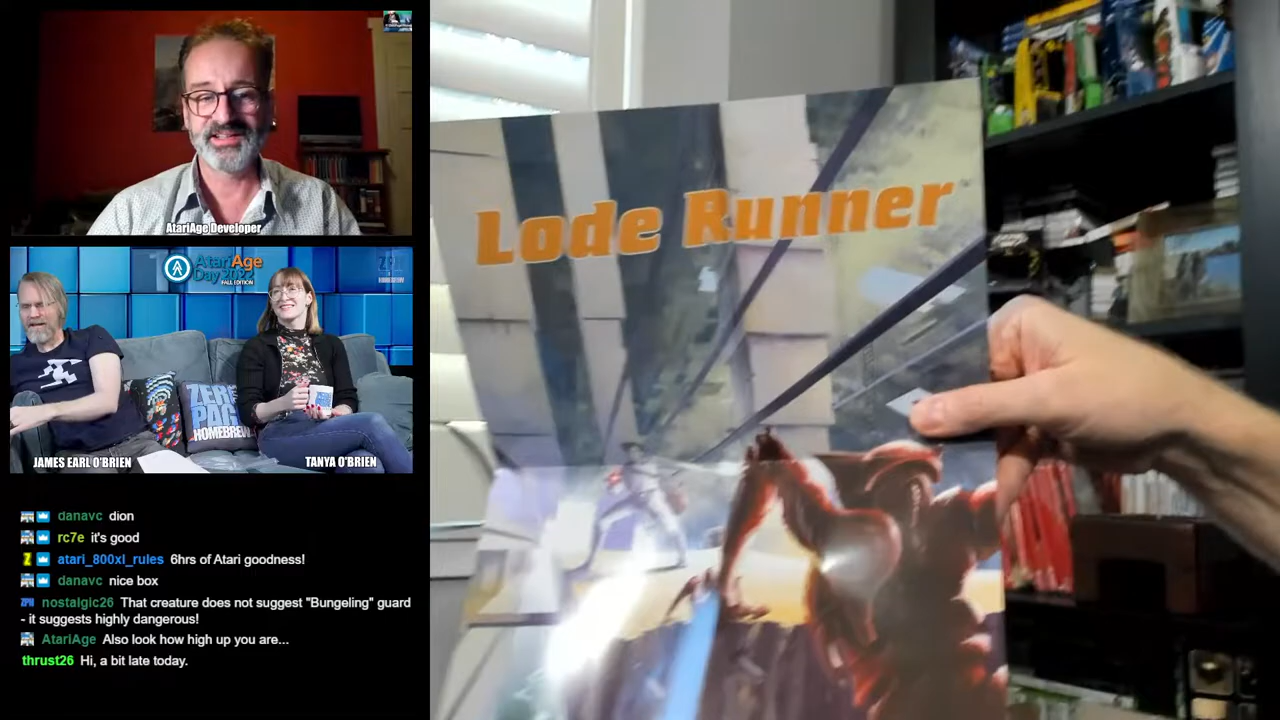 AtariAge Developer
AtariAge
Day 2022
FALL EDITION
ZERO
PAGE
HOMEBREW
JAMES EARL O'BRIEN
TANYA O'BRIEN
danavc dion
rc7e it's good
atari_800xl_rules 6hrs of Atari goodness!
danavc nice box
nostalgic26 That creature does not suggest "Bungeling" guard
- it suggests highly dangerous!
AtariAge Also look how high up you are...
thrust26 Hi, a bit late today.
Lode Runner